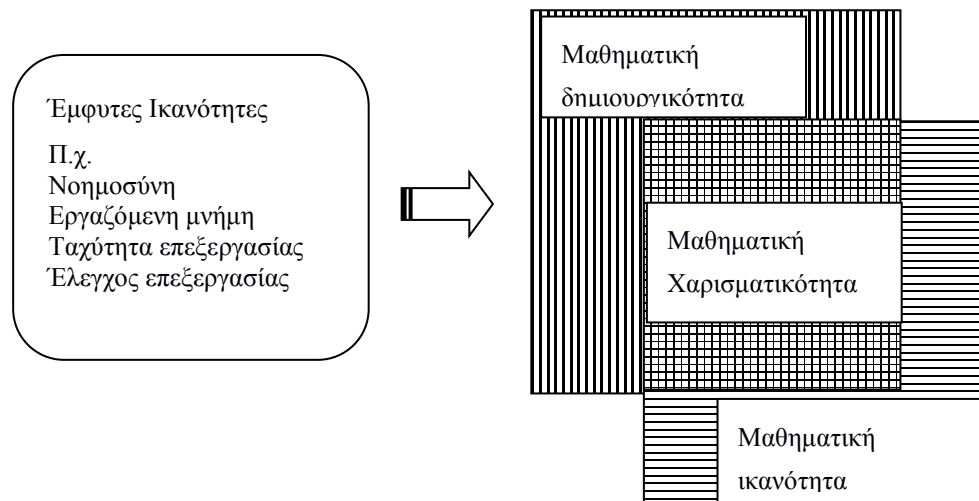 Έμφυτες Ικανότητες
Π.χ.
Νοημοσύνη
Εργαζόμενη μνήμη
Ταχύτητα επεξεργασίας
Έλεγχος επεξεργασίας
Μαθηματική
δημιουργικότητα
Μαθηματική
Χαρισματικότητα
Μαθηματική
ικανότητα